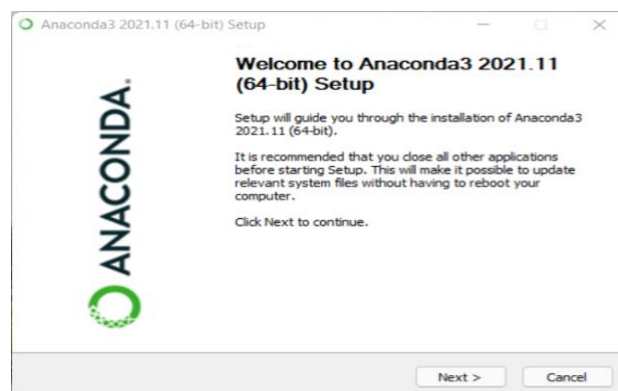 Anaconda3 2021.11 (64-bit) Setup
Welcome to Anaconda3 2021.11
(64-bit) Setup
Setup will guide you through the installation of Anaconda3
2021.11 (64-bit).
It is recommended that you close all other applications
before starting Setup. This will make it possible to update
relevant system files without having to reboot your
computer.
Click Next to continue.
ANACONDA.
Next >
Cancel